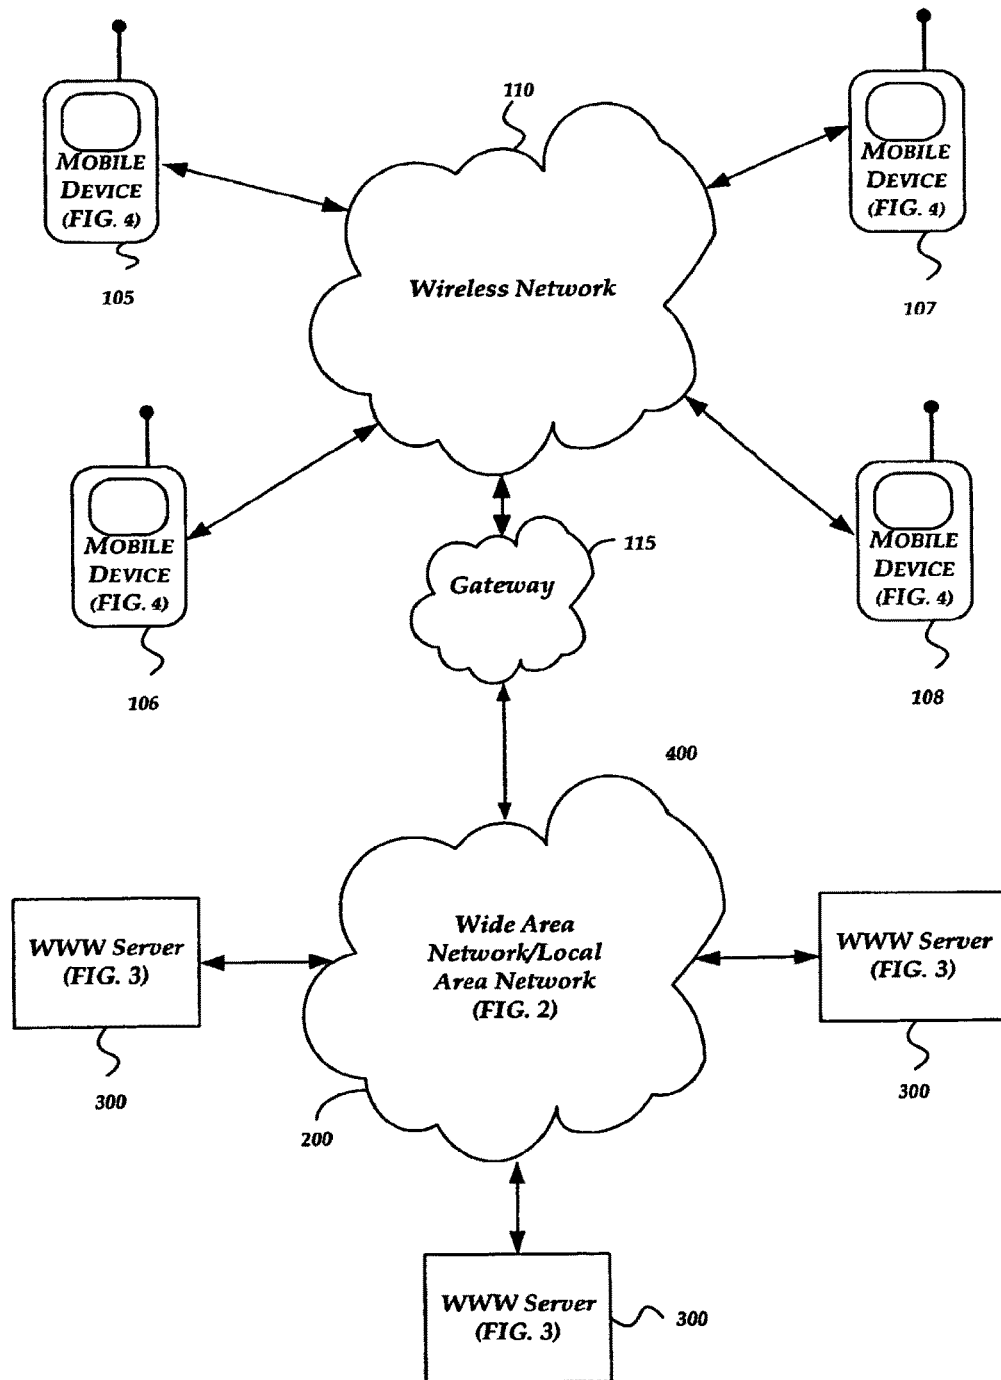 110
MOBILE
DEVICE
(FIG. 4)
105
MOBILE
DEVICE
(FIG. 4)
107
Wireless Network
MOBILE
DEVICE
(FIG. 4)
106
115
Gateway
MOBILE
DEVICE
(FIG. 4)
108
400
WWW Server
(FIG. 3)
300
Wide Area
Network/Local
Area Network
(FIG. 2)
200
WWW Server
(FIG. 3)
300
WWW Server
(FIG. 3)
300